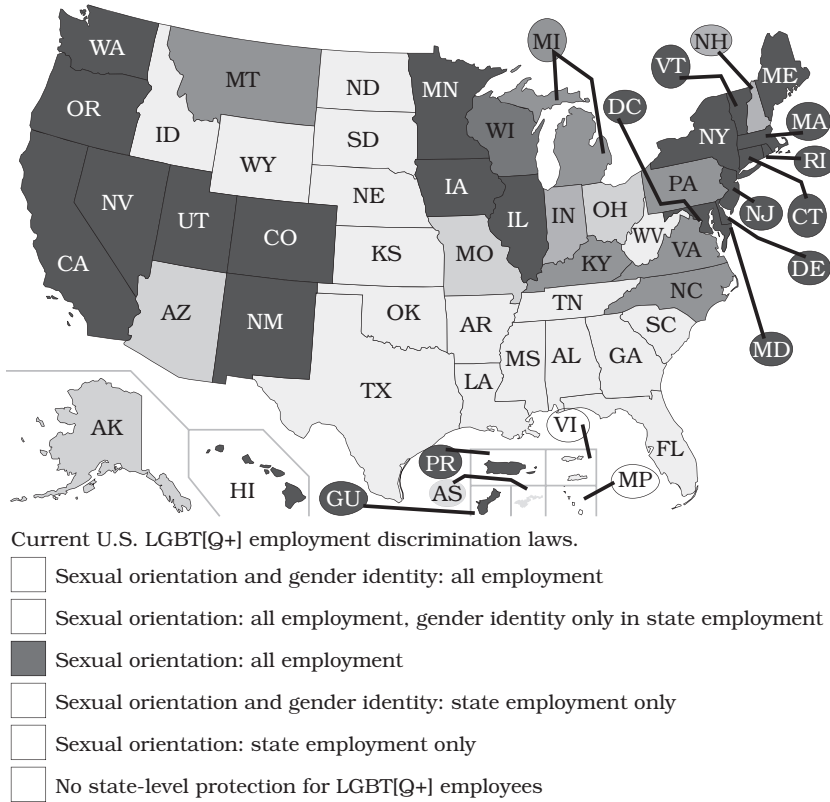 WA
OR
CA
NV
ID
MT
WY
UT
AZ
CO
NM
ND
SD
NE
KS
OK
TX
MN
IA
MO
AR
LA
WI
IL
MI
IN
OH
KY
TN
MS
AL
GA
FL
SC
NC
VA
WV
PA
NY
VT
NH
ME
MA
RI
CT
NJ
DE
MD
DC
AK
HI
GU
PR
AS
VI
MP
Current U.S. LGBT[Q+] employment discrimination laws.
Sexual orientation and gender identity: all employment
Sexual orientation: all employment, gender identity only in state employment
Sexual orientation: all employment
Sexual orientation and gender identity: state employment only
Sexual orientation: state employment only
No state-level protection for LGBT[Q+] employees